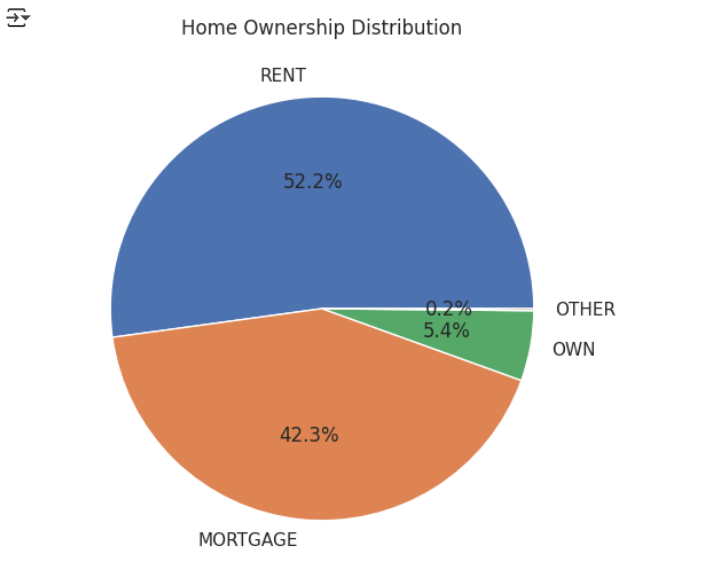 Home Ownership Distribution
RENT
52.2%
0.2%
OTHER
5.4%
OWN
42.3%
MORTGAGE